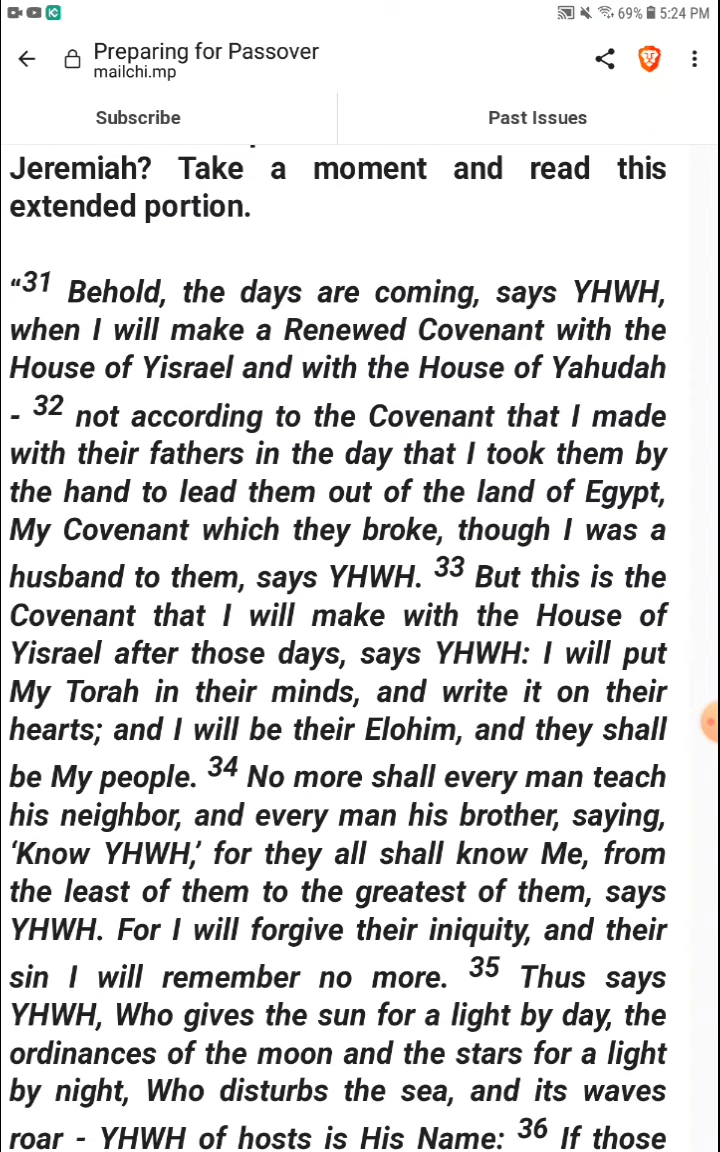 69% 5:24 PM
Preparing for Passover
mailchi.mp
Subscribe Past Issues
Jeremiah? Take a moment and read this
extended portion.
“31 Behold, the days are coming, says YHWH,
when I will make a Renewed Covenant with the
House of Yisrael and with the House of Yahudah
- 32 not according to the Covenant that I made
with their fathers in the day that I took them by
the hand to lead them out of the land of Egypt,
My Covenant which they broke, though I was a
husband to them, says YHWH. 33 But this is the
Covenant that I will make with the House of
Yisrael after those days, says YHWH: I will put
My Torah in their minds, and write it on their
hearts; and I will be their Elohim, and they shall
be My people. 34 No more shall every man teach
his neighbor, and every man his brother, saying,
‘Know YHWH,’ for they all shall know Me, from
the least of them to the greatest of them, says
YHWH. For I will forgive their iniquity, and their
sin I will remember no more. 35 Thus says
YHWH, Who gives the sun for a light by day, the
ordinances of the moon and the stars for a light
by night, Who disturbs the sea, and its waves
roar - YHWH of hosts is His Name: 36 If those